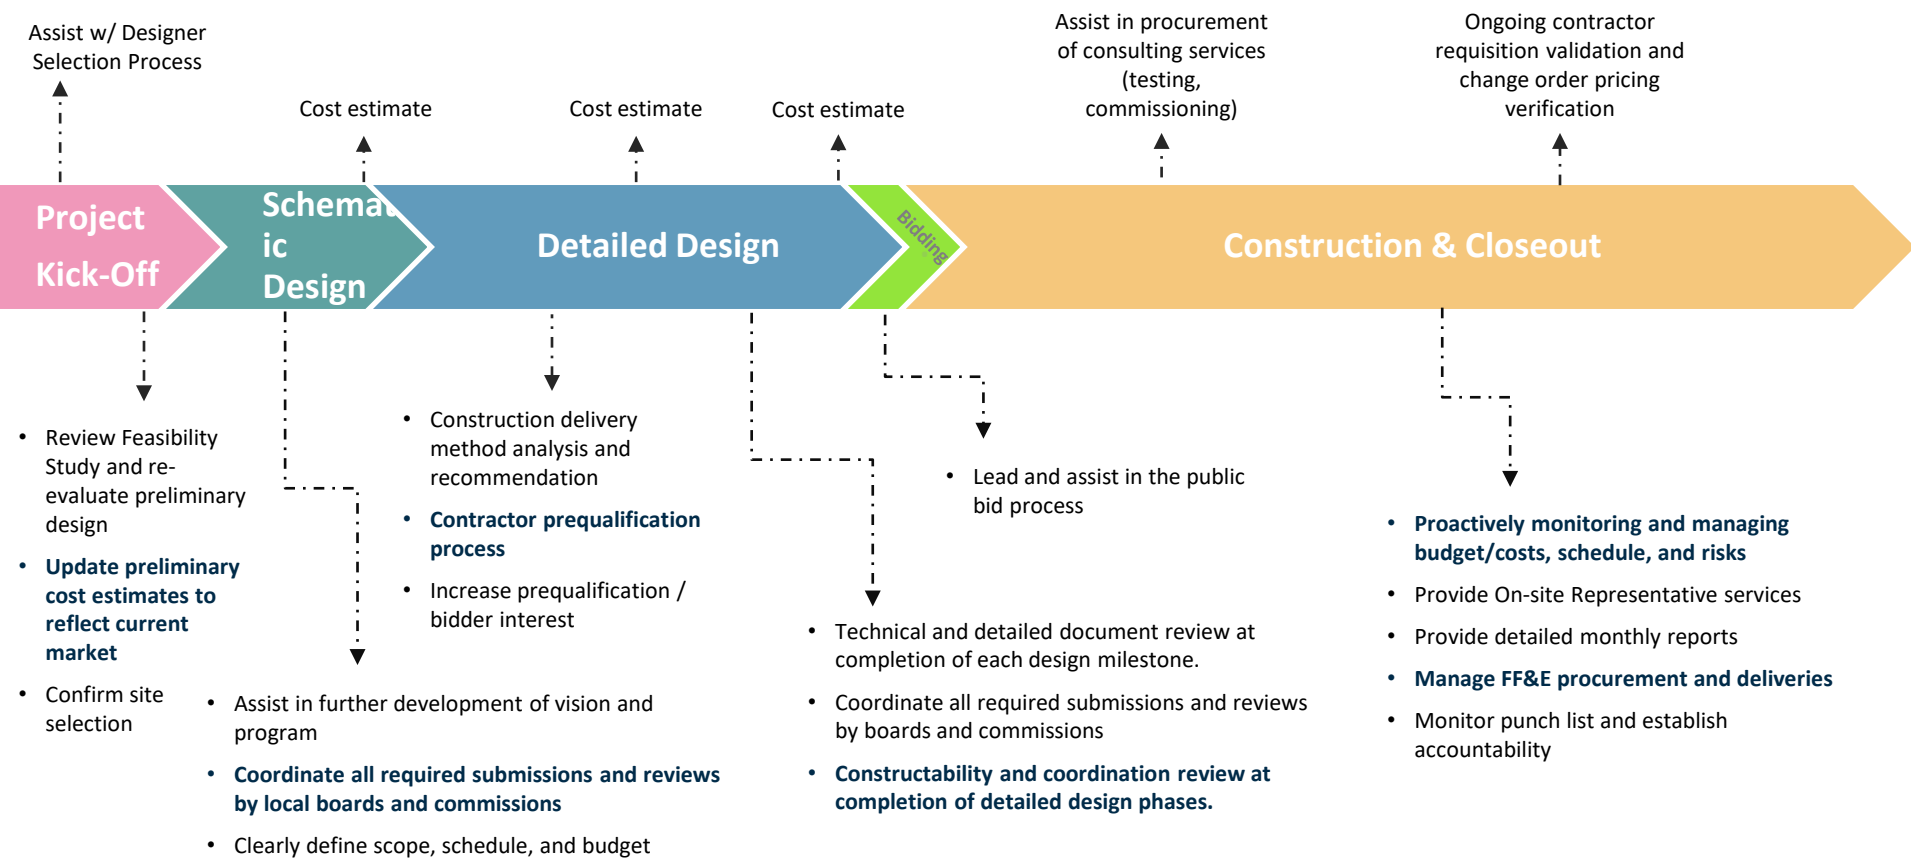 Assist w/ Designer
Selection Process
Cost estimate
Cost estimate
Cost estimate
Assist in procurement
of consulting services
(testing,
commissioning)
Ongoing contractor
requisition validation and
change order pricing
verification
Project
Kick-Off
Schemat
ic
Design
Detailed Design
Bidding
Construction & Closeout
• Review Feasibility
Study and re-
evaluate preliminary
design
• Update preliminary
cost estimates to
reflect current
market
• Confirm site
selection
• Assist in further development of vision and
program
• Coordinate all required submissions and reviews
by local boards and commissions
• Clearly define scope, schedule, and budget
• Construction delivery
method analysis and
recommendation
• Contractor prequalification
process
• Increase prequalification /
bidder interest
• Technical and detailed document review at
completion of each design milestone.
• Coordinate all required submissions and reviews
by boards and commissions
• Constructability and coordination review at
completion of detailed design phases.
• Lead and assist in the public
bid process
• Proactively monitoring and managing
budget/costs, schedule, and risks
• Provide On-site Representative services
• Provide detailed monthly reports
• Manage FF&E procurement and deliveries
• Monitor punch list and establish
accountability